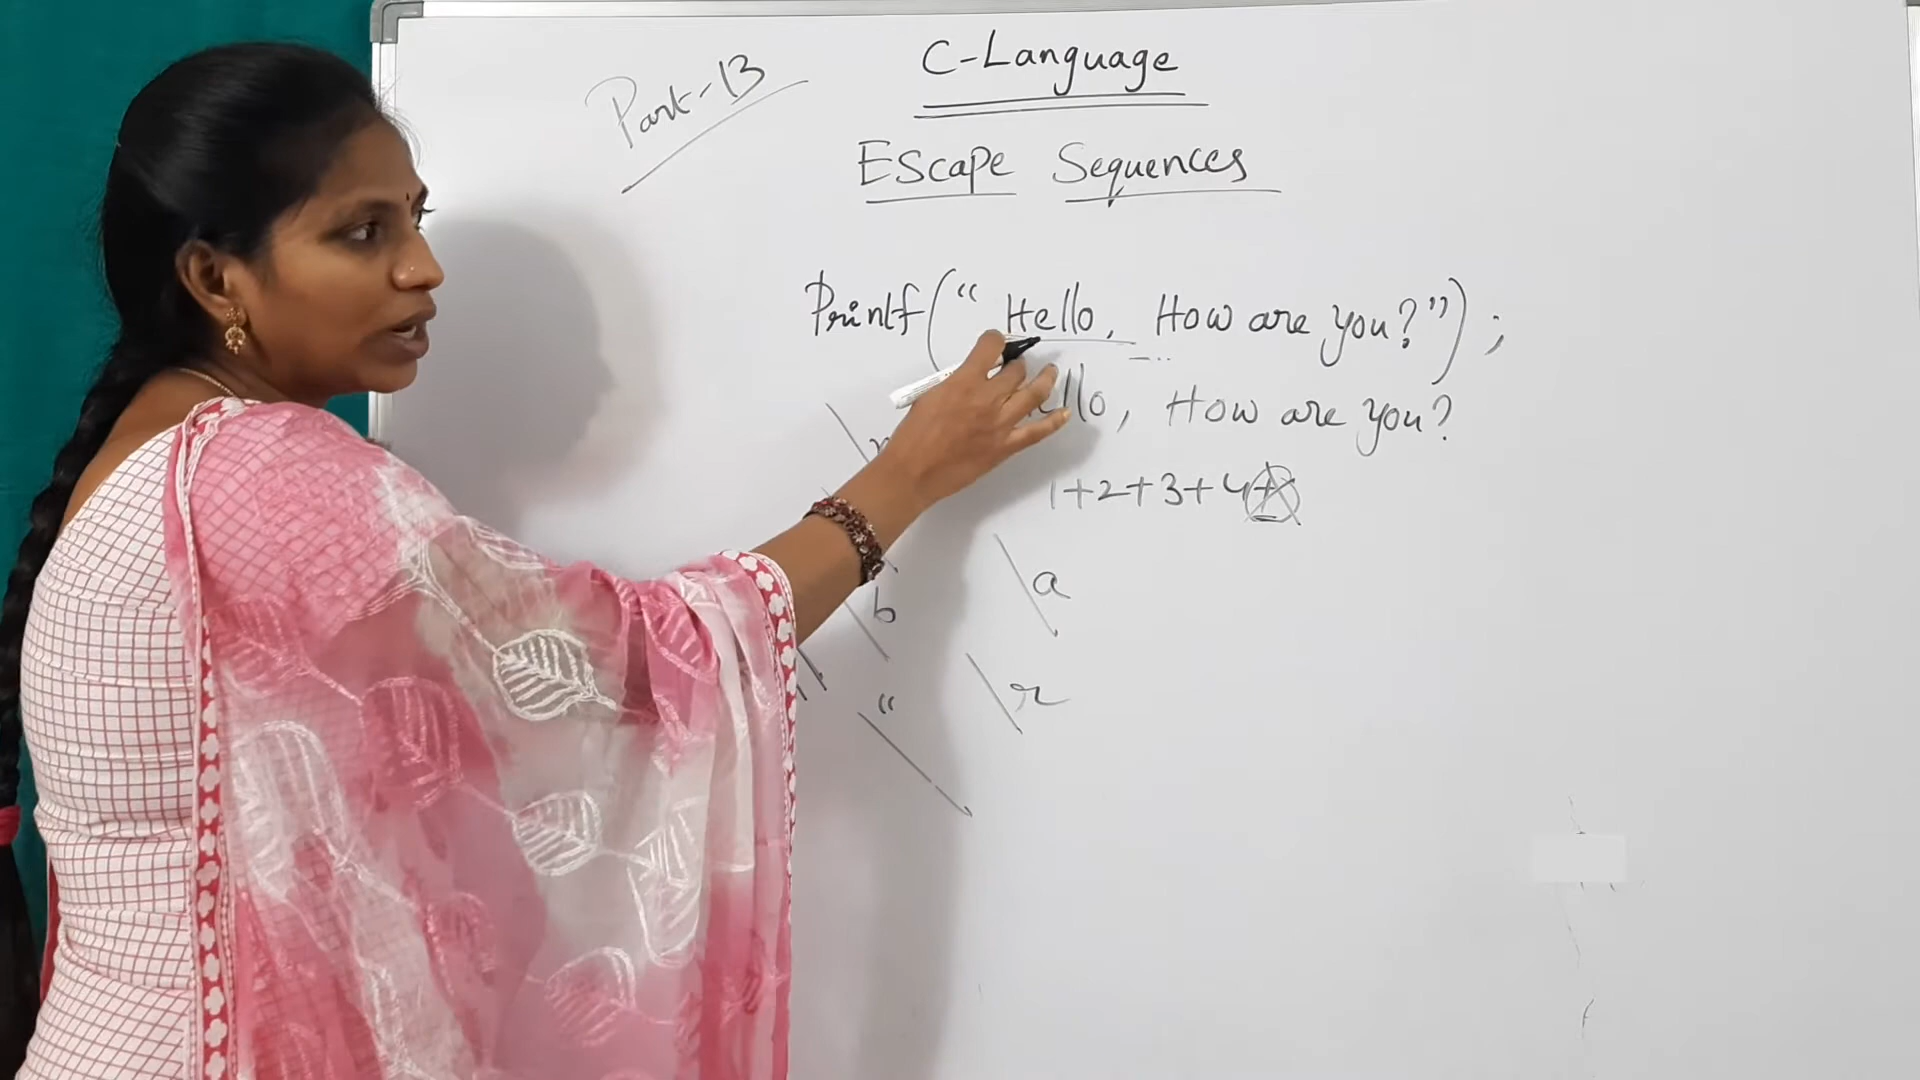 Part-13
C-Language
Escape Sequences
Printf(“ Hello, How are you?”) ;
llo, How are you?
1+2+3+4+
\a
\b
\r
\“